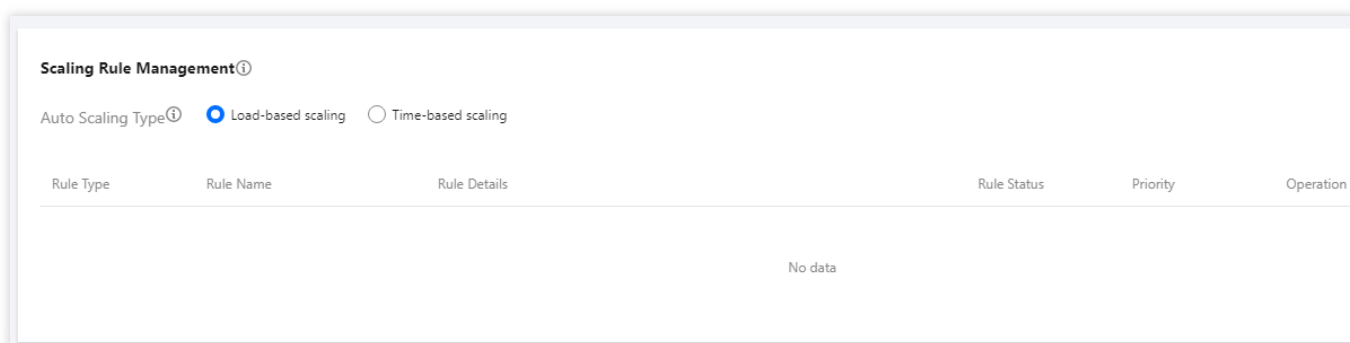 Scaling Rule Management
Auto Scaling Type Load-based scaling Time-based scaling
Rule Type Rule Name Rule Details Rule Status Priority Operation
No data